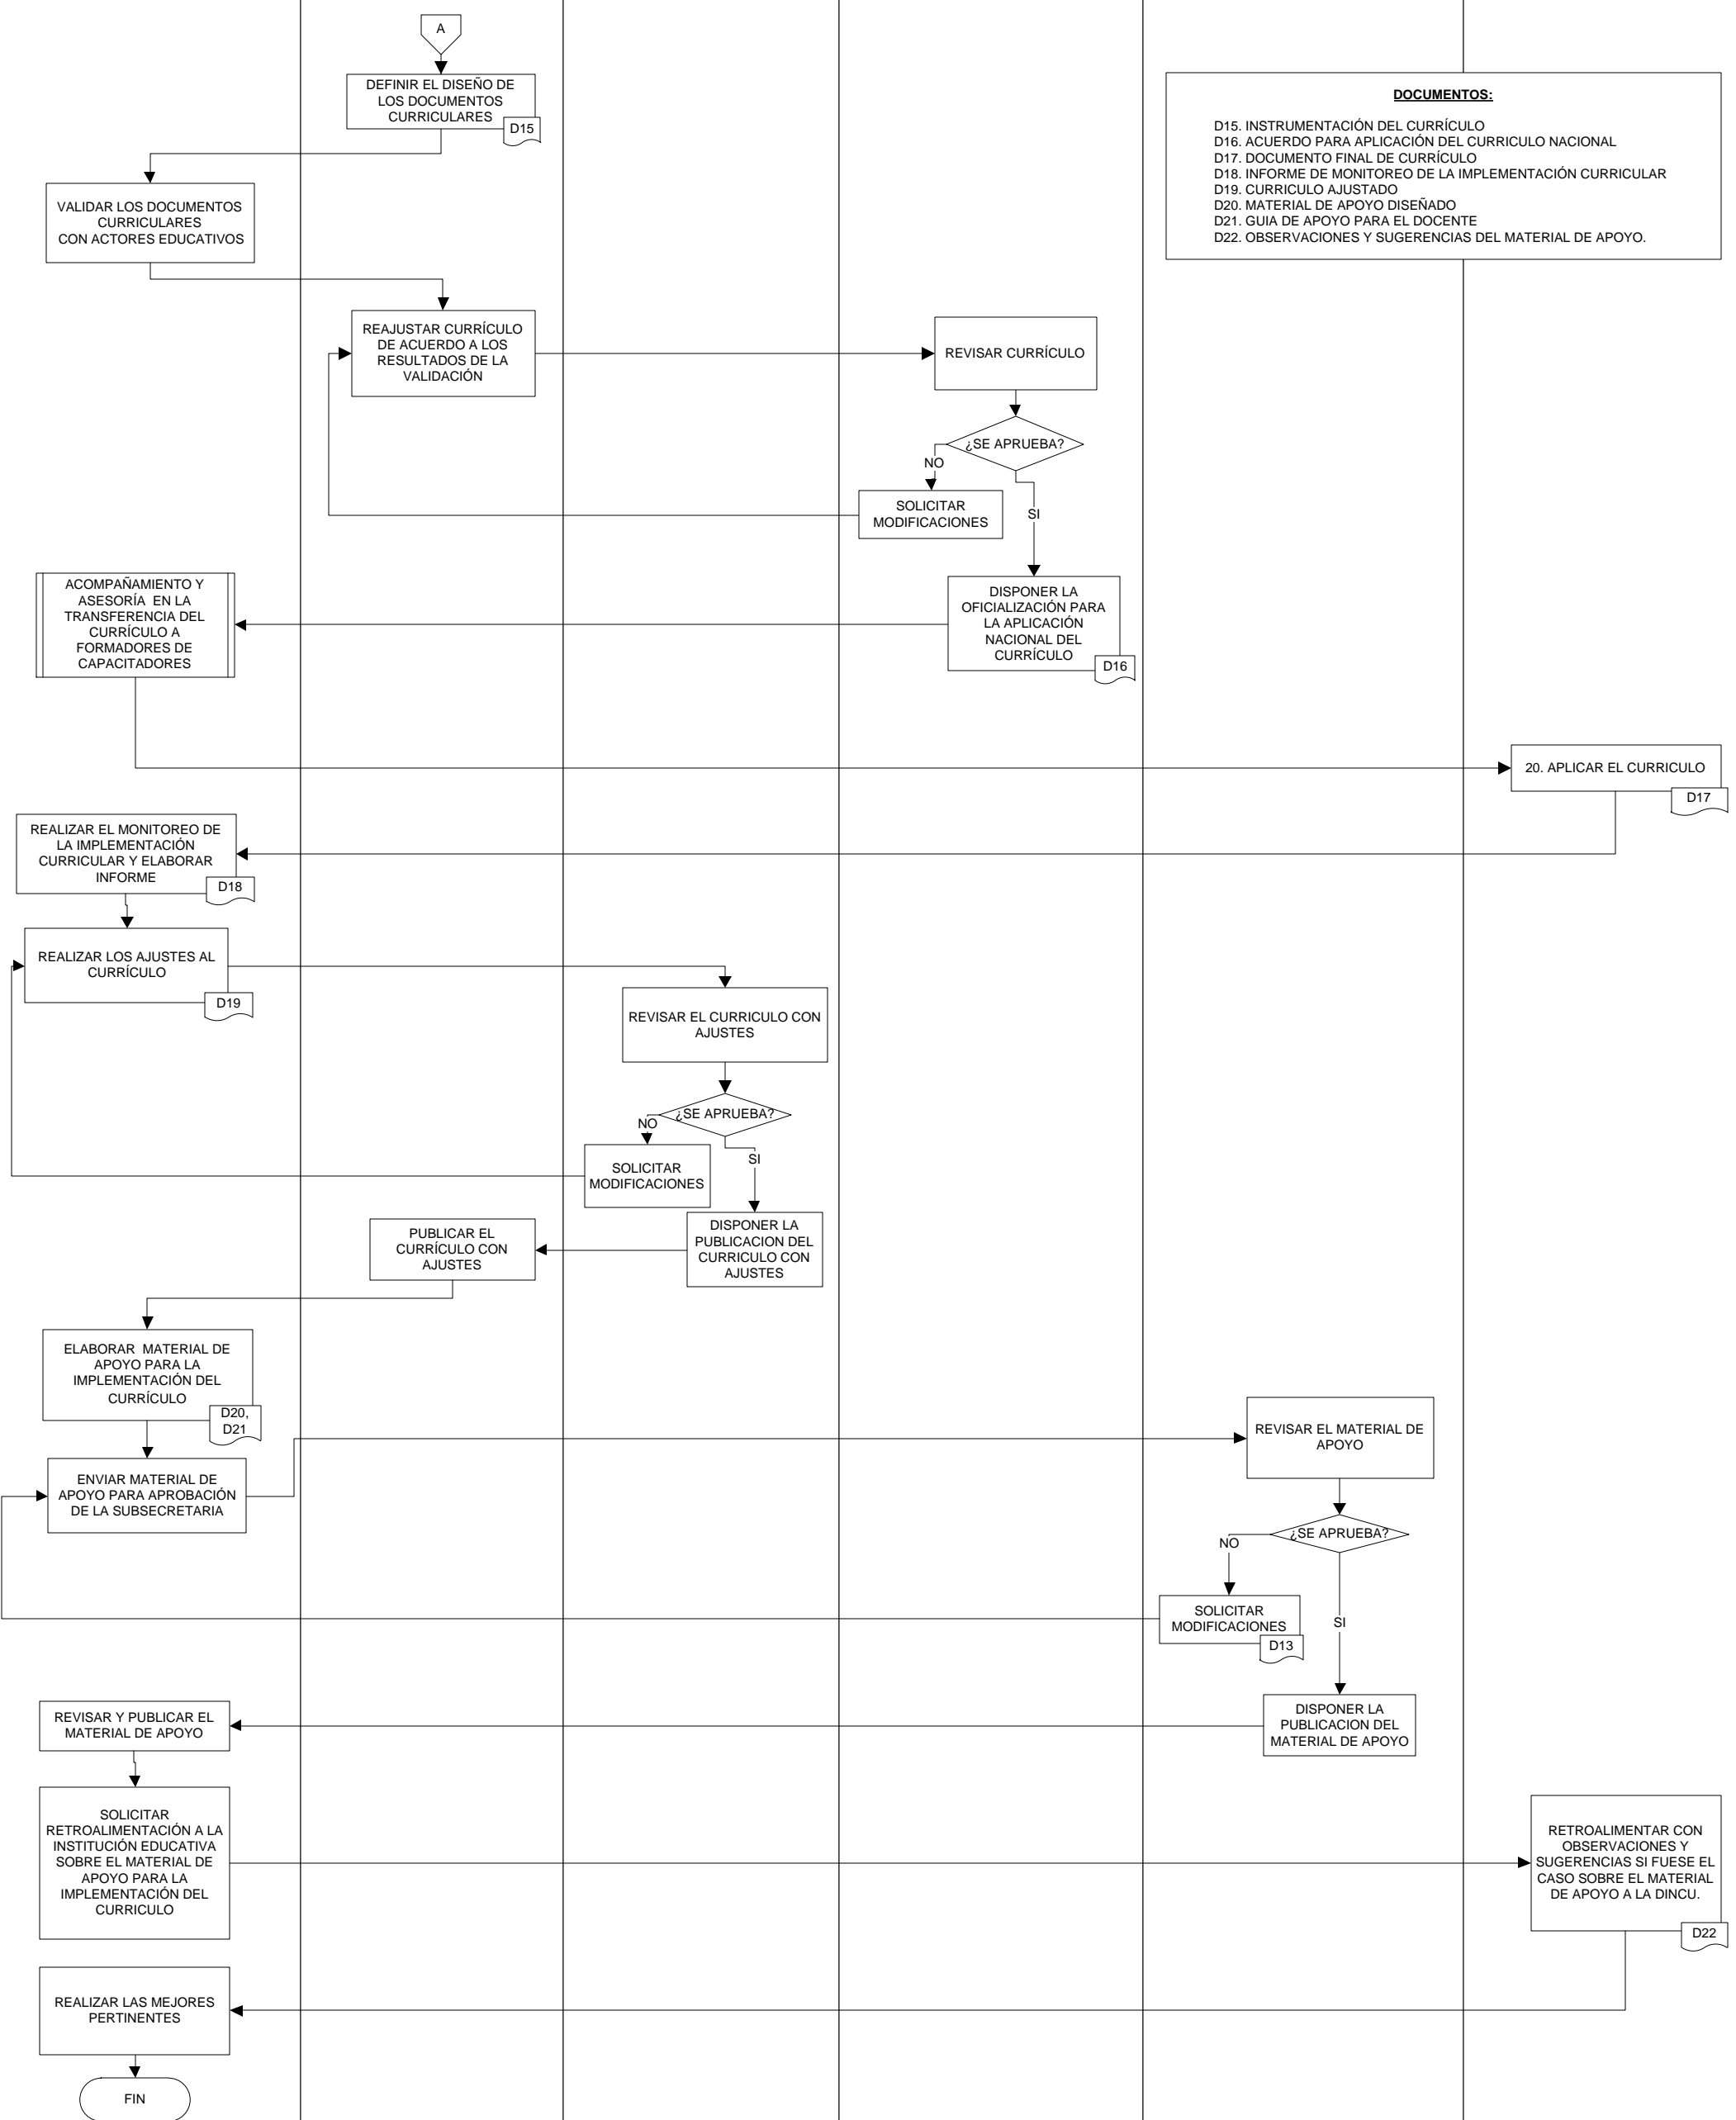 A
DEFINIR EL DISEÑO DE
LOS DOCUMENTOS
CURRICULARES
D15
DOCUMENTOS:
D15. INSTRUMENTACIÓN DEL CURRÍCULO
D16. ACUERDO PARA APLICACIÓN DEL CURRICULO NACIONAL
D17. DOCUMENTO FINAL DE CURRÍCULO
D18. INFORME DE MONITOREO DE LA IMPLEMENTACIÓN CURRICULAR
D19. CURRICULO AJUSTADO
D20. MATERIAL DE APOYO DISEÑADO
D21. GUIA DE APOYO PARA EL DOCENTE
D22. OBSERVACIONES Y SUGERENCIAS DEL MATERIAL DE APOYO.
VALIDAR LOS DOCUMENTOS
CURRICULARES
CON ACTORES EDUCATIVOS
REAJUSTAR CURRÍCULO
DE ACUERDO A LOS
RESULTADOS DE LA
VALIDACIÓN
REVISAR CURRÍCULO
¿SE APRUEBA?
NO
SOLICITAR
MODIFICACIONES
SI
DISPONER LA
OFICIALIZACIÓN PARA
LA APLICACIÓN
NACIONAL DEL
CURRÍCULO
D16
ACOMPAÑAMIENTO Y
ASESORÍA  EN LA
TRANSFERENCIA DEL
CURRÍCULO A
FORMADORES DE
CAPACITADORES
20. APLICAR EL CURRICULO
D17
REALIZAR EL MONITOREO DE
LA IMPLEMENTACIÓN
CURRICULAR Y ELABORAR
INFORME
D18
REALIZAR LOS AJUSTES AL
CURRÍCULO
D19
REVISAR EL CURRICULO CON
AJUSTES
¿SE APRUEBA?
NO
SOLICITAR
MODIFICACIONES
SI
DISPONER LA
PUBLICACION DEL
CURRICULO CON
AJUSTES
PUBLICAR EL
CURRÍCULO CON
AJUSTES
ELABORAR  MATERIAL DE
APOYO PARA LA
IMPLEMENTACIÓN DEL
CURRÍCULO
D20,
D21
ENVIAR MATERIAL DE
APOYO PARA APROBACIÓN
DE LA SUBSECRETARIA
REVISAR EL MATERIAL DE
APOYO
¿SE APRUEBA?
NO
SOLICITAR
MODIFICACIONES
D13
SI
DISPONER LA
PUBLICACION DEL
MATERIAL DE APOYO
REVISAR Y PUBLICAR EL
MATERIAL DE APOYO
SOLICITAR
RETROALIMENTACIÓN A LA
INSTITUCIÓN EDUCATIVA
SOBRE EL MATERIAL DE
APOYO PARA LA
IMPLEMENTACIÓN DEL
CURRICULO
RETROALIMENTAR CON
OBSERVACIONES Y
SUGERENCIAS SI FUESE EL
CASO SOBRE EL MATERIAL
DE APOYO A LA DINCU.
D22
REALIZAR LAS MEJORES
PERTINENTES
FIN